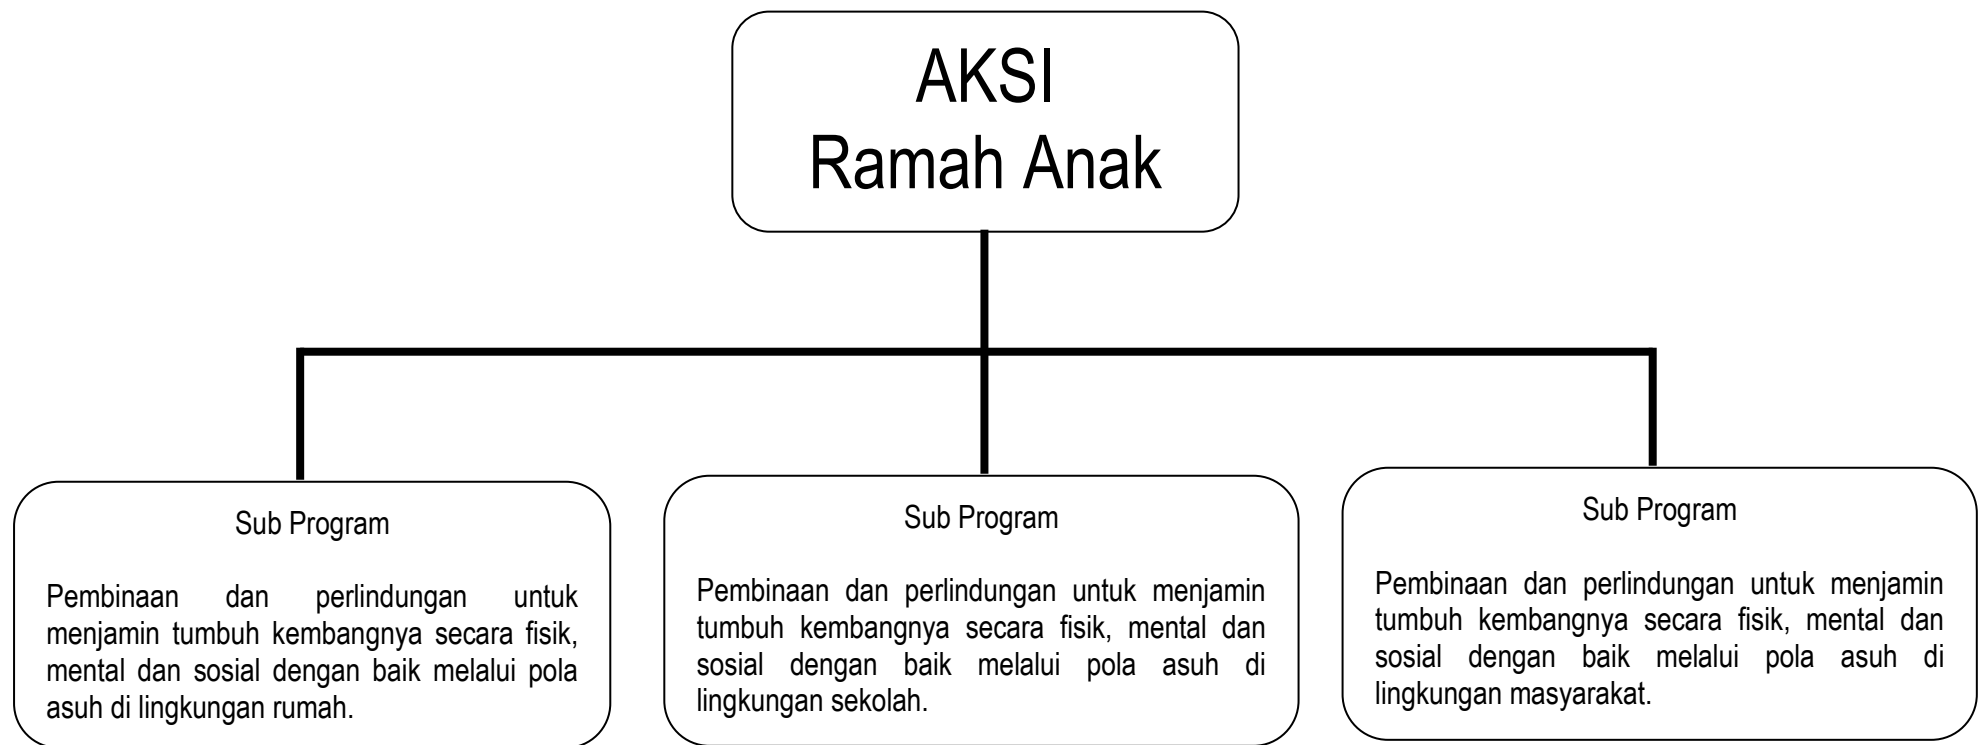 AKSI
Ramah Anak
Sub Program
Pembinaan dan perlindungan untuk
menjamin tumbuh kembangnya secara fisik,
mental dan sosial dengan baik melalui pola
asuh di lingkungan rumah.
Sub Program
Pembinaan dan perlindungan untuk menjamin
tumbuh kembangnya secara fisik, mental dan
sosial dengan baik melalui pola asuh di
lingkungan sekolah.
Sub Program
Pembinaan dan perlindungan untuk menjamin
tumbuh kembangnya secara fisik, mental dan
sosial dengan baik melalui pola asuh di
lingkungan masyarakat.